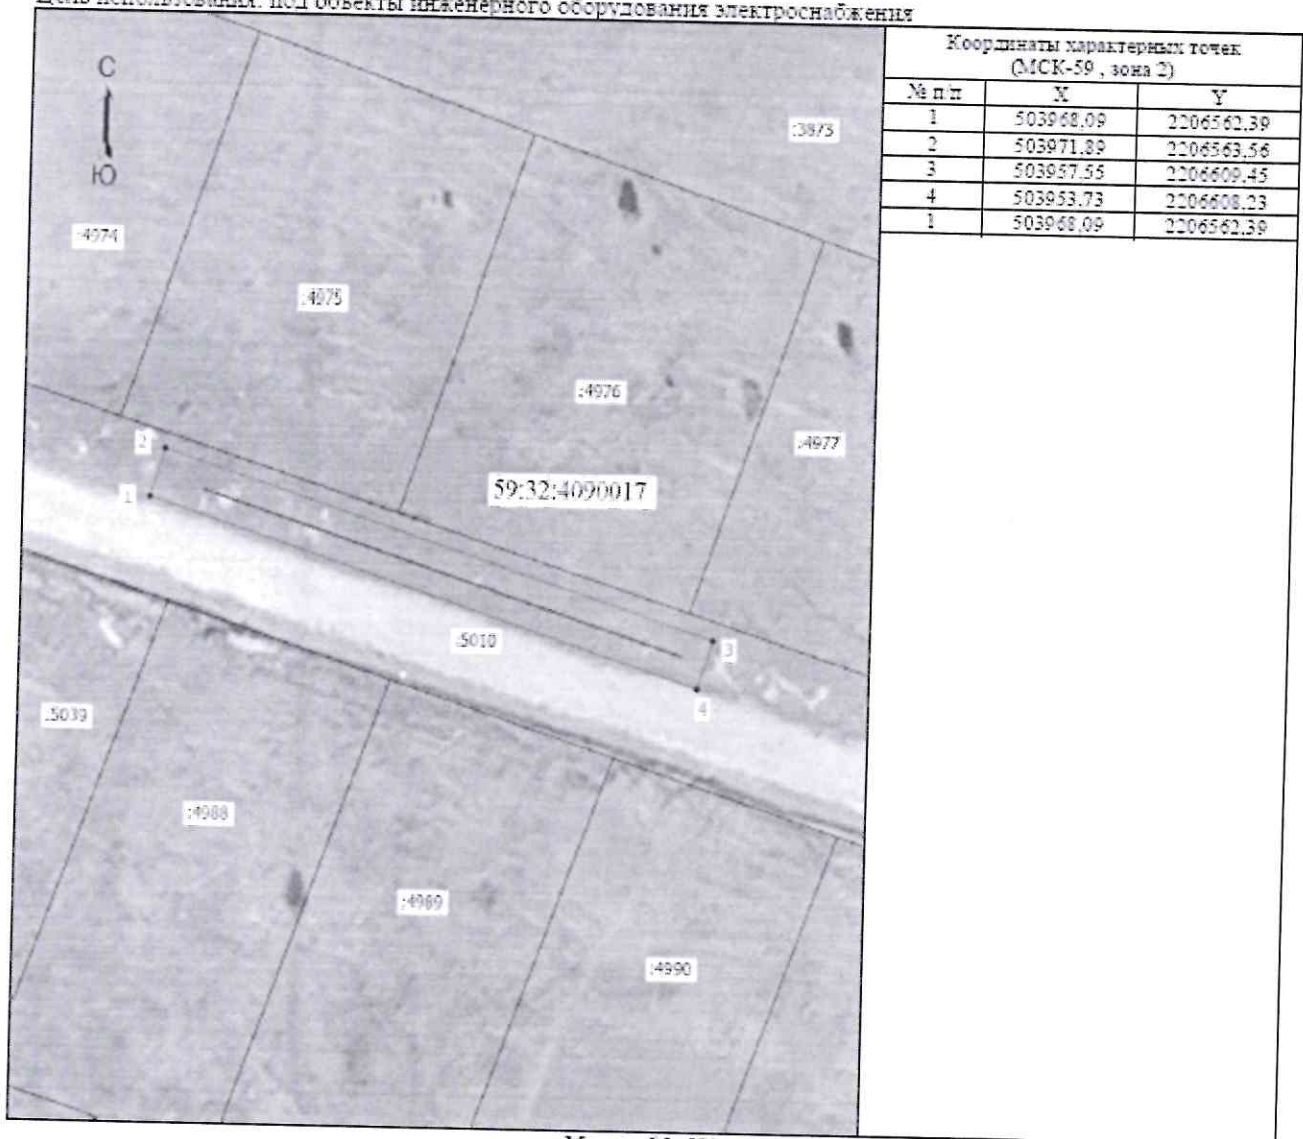 Цель использования: под объекты инженерного оборудования электроснабжения
Координаты характерных точек
(МСК-59 , зона 2)
№ п/п X Y
1 503968,09 2206562,39
2 503971,89 2206563,56
3 503957,55 2206609,45
4 503953,73 2206608,23
1 503968,09 2206562,39
С
Ю
:3873
:4974
:4975
:4976
:4977
2
1
59:32:4090017
:5010
3
4
:5039
:4988
:4989
:4990